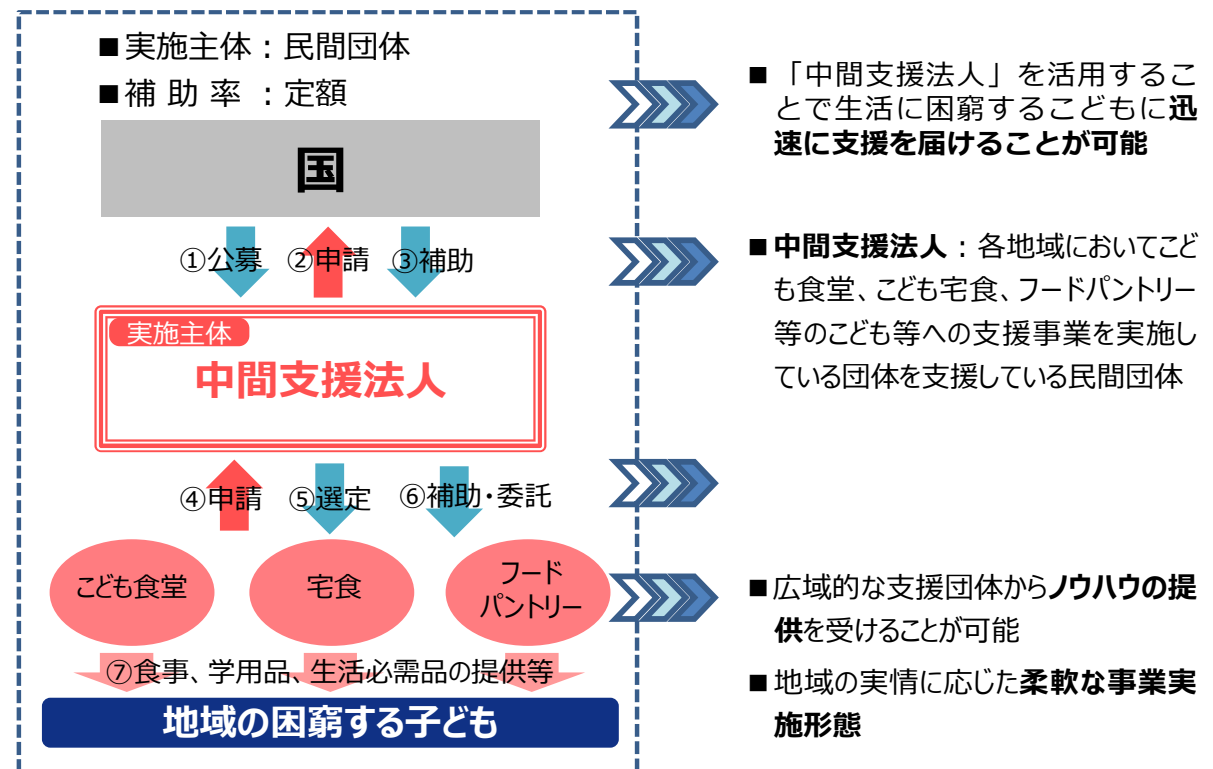 ■実施主体：民間団体
■補 助 率 ：定額
国
①公募 ②申請 ③補助
実施主体
中間支援法人
④申請 ⑤選定 ⑥補助・委託
こども食堂
宅食
フード
パントリー
⑦食事、学用品、生活必需品の提供等
地域の困窮する子ども
■「中間支援法人」を活用するこ
とで生活に困窮するこどもに迅
速に支援を届けることが可能
■中間支援法人：各地域においてこど
も食堂、こども宅食、フードパントリー
等のこども等への支援事業を実施し
ている団体を支援している民間団体
■広域的な支援団体からノウハウの提
供を受けることが可能
■地域の実情に応じた柔軟な事業実
施形態